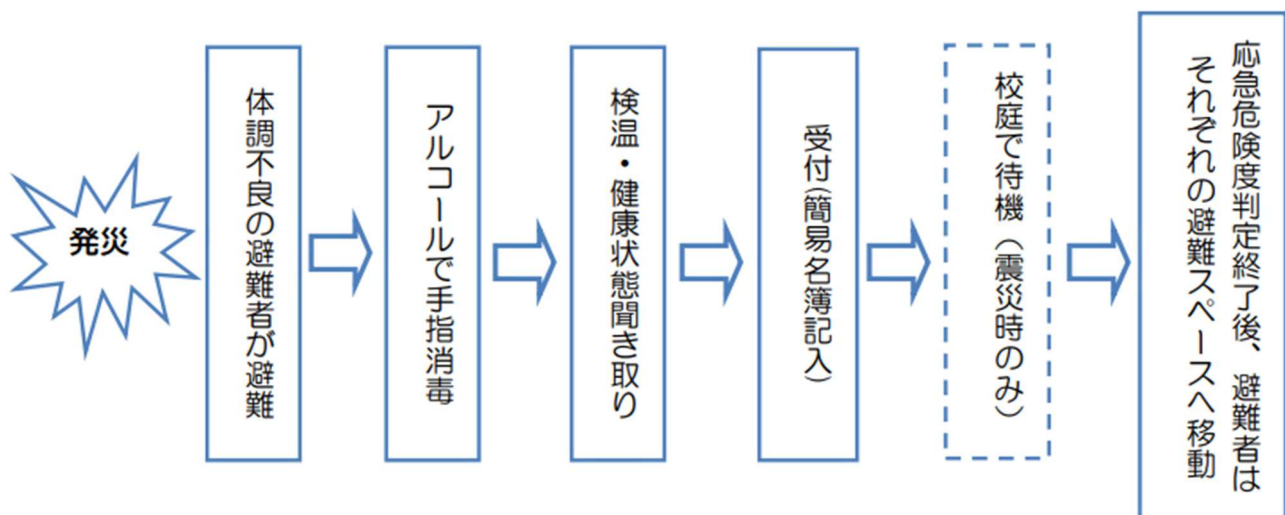 発災
体調不良の避難者が避難
アルコールで手指消毒
検温・健康状態聞き取り
受付(簡易名簿記入)
校庭で待機（震災時のみ）
応急危険度判定終了後、避難者は
それぞれの避難スペースへ移動